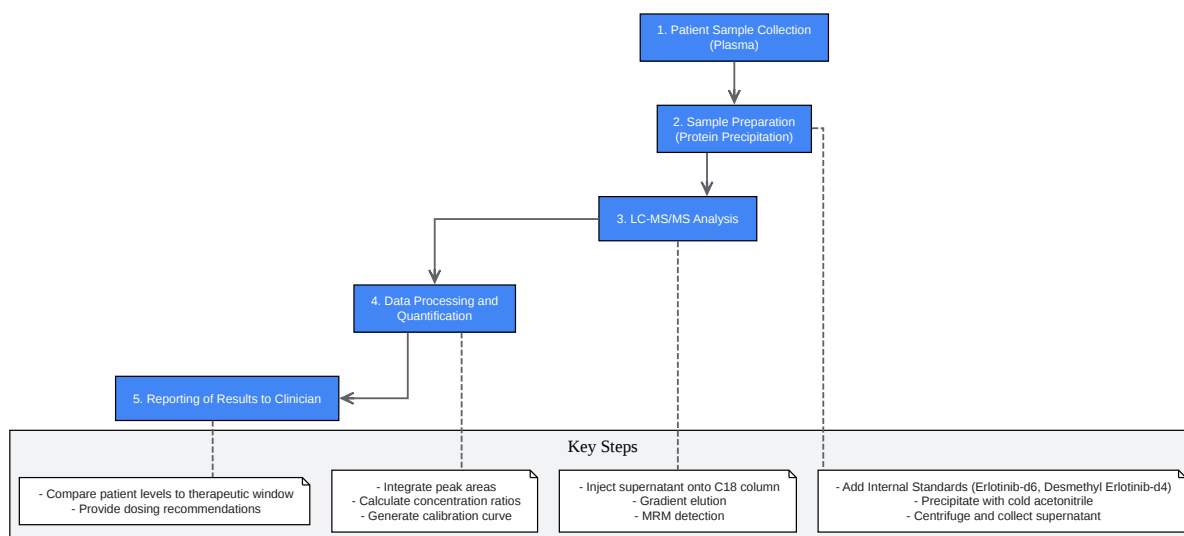 1. Patient Sample Collection
(Plasma)
2. Sample Preparation
(Protein Precipitation)
3. LC-MS/MS Analysis
4. Data Processing and
Quantification
5. Reporting of Results to Clinician
Key Steps
- Compare patient levels to therapeutic window
- Provide dosing recommendations
- Integrate peak areas
- Calculate concentration ratios
- Generate calibration curve
- Inject supernatant onto C18 column
- Gradient elution
- MRM detection
- Add Internal Standards (Erlotinib-d6, Desmethyl Erlotinib-d4)
- Precipitate with cold acetonitrile
- Centrifuge and collect supernatant